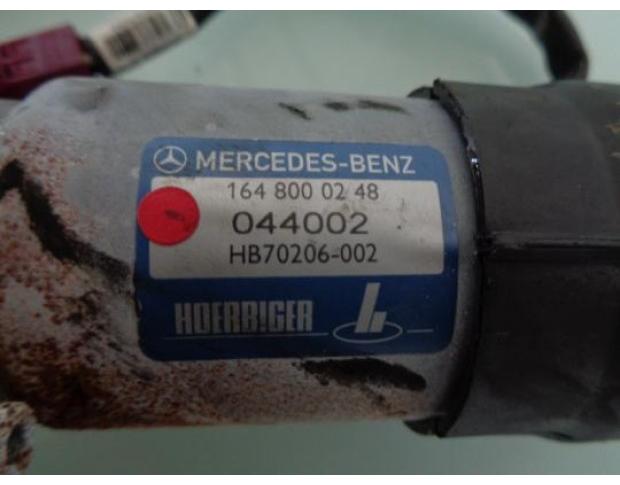 MERCEDES-BENZ
164 800 02 48
044002
HB70206-002
HOERBIGER